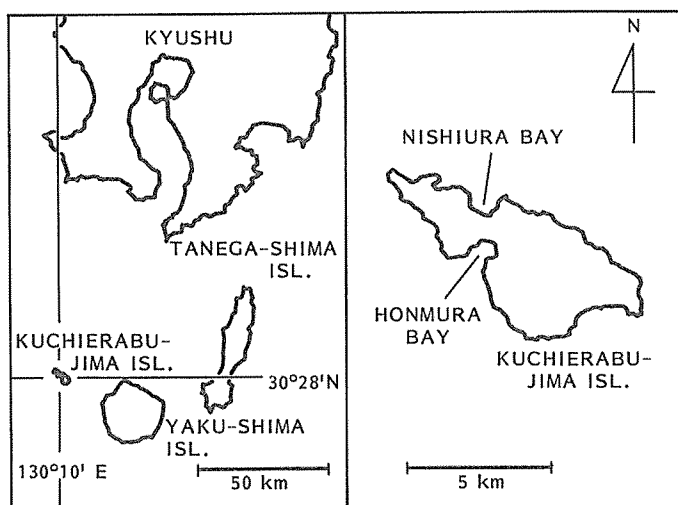 KYUSHU
TANEGA-SHIMA
ISL.
KUCHIERABU-
JIMA ISL.
30°28'N
YAKU-SHIMA
ISL.
130°10' E
50 km
N
NISHIURA BAY
HONMURA
BAY
KUCHIERABU-
JIMA ISL.
5 km